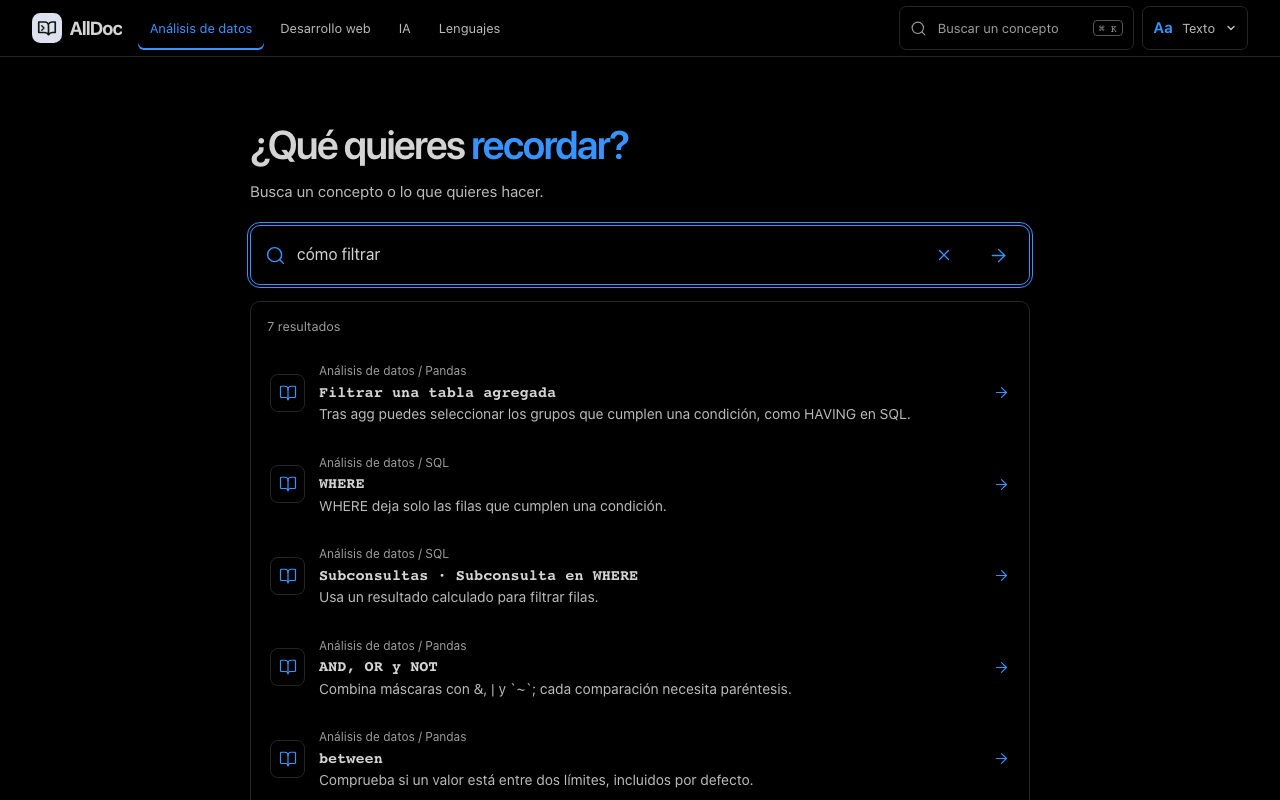 AllDoc
Análisis de datos
Desarrollo web
IA
Lenguajes
Buscar un concepto
⌘ K
Aa Texto
¿Qué quieres recordar?
Busca un concepto o lo que quieres hacer.
cómo filtrar
7 resultados
Análisis de datos / Pandas
Filtrar una tabla agregada
Tras agg puedes seleccionar los grupos que cumplen una condición, como HAVING en SQL.
Análisis de datos / SQL
WHERE
WHERE deja solo las filas que cumplen una condición.
Análisis de datos / SQL
Subconsultas · Subconsulta en WHERE
Usa un resultado calculado para filtrar filas.
Análisis de datos / Pandas
AND, OR y NOT
Combina máscaras con &, | y `~`; cada comparación necesita paréntesis.
Análisis de datos / Pandas
between
Comprueba si un valor está entre dos límites, incluidos por defecto.